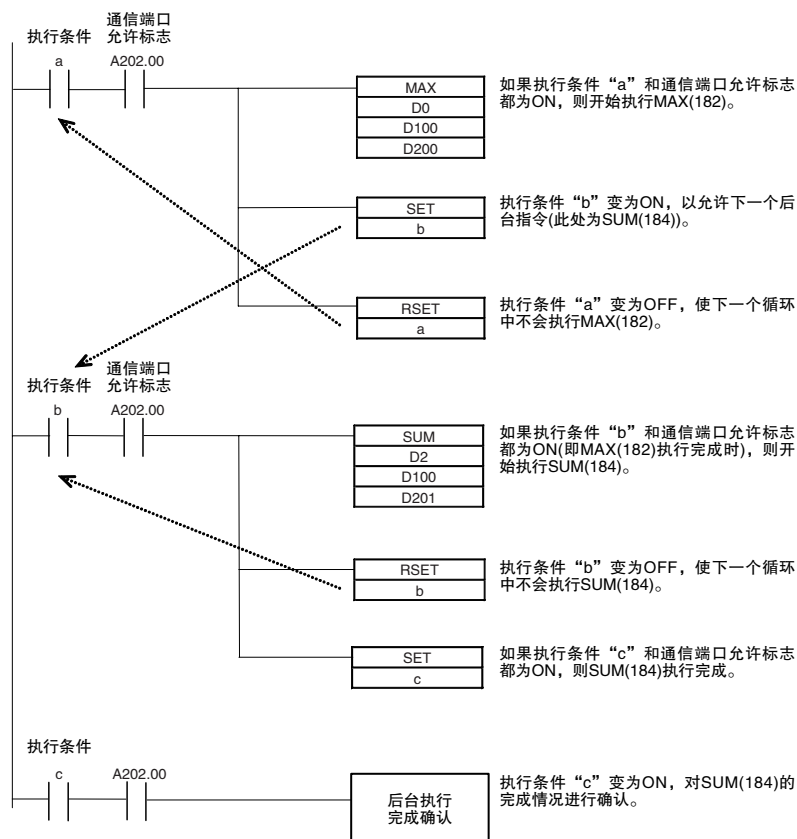 通信端口
执行条件 允许标志
a A202.00
MAX
D0
D100
D200
如果执行条件“a”和通信端口允许标志
都为ON，则开始执行MAX(182)。
SET
b
执行条件“b”变为ON，以允许下一个后
台指令(此处为SUM(184))。
RSET
a
执行条件“a”变为OFF，使下一个循环
中不会执行MAX(182)。
通信端口
执行条件 允许标志
b A202.00
SUM
D2
D100
D201
如果执行条件“b”和通信端口允许标志
都为ON(即MAX(182)执行完成时)，则开
始执行SUM(184)。
RSET
b
执行条件“b”变为OFF，使下一个循环
中不会执行SUM(184)。
SET
c
如果执行条件“c”和通信端口允许标志
都为ON，则SUM(184)执行完成。
执行条件
c A202.00
后台执行
完成确认
执行条件“c”变为ON，对SUM(184)的
完成情况进行确认。